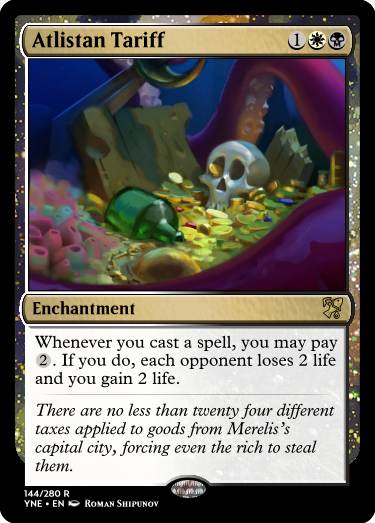 Atlistan Tariff 1
Enchantment
Whenever you cast a spell, you may pay
2. If you do, each opponent loses 2 life
and you gain 2 life.
There are no less than twenty four different
taxes applied to goods from Merelis's
capital city, forcing even the rich to steal
them.
144/280 R
YNE • EN Roman Shipunov